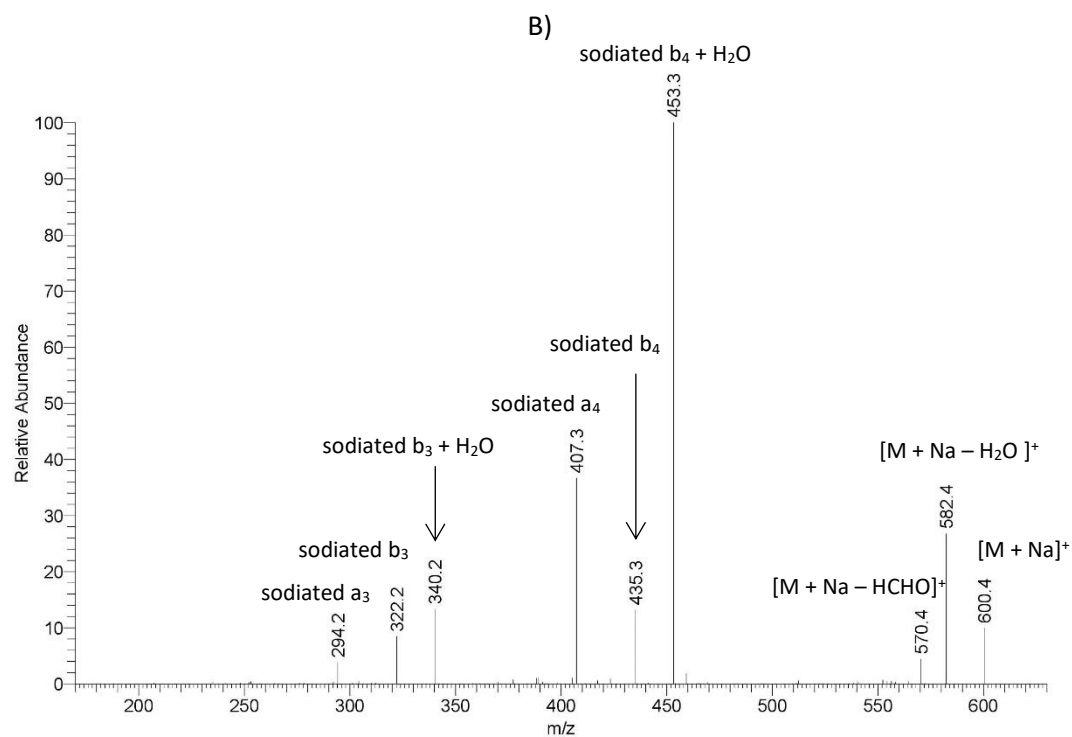 B)
sodiated b₄ + H₂O
453.3
100
90
80
70
60
50
40
30
20
10
0
Relative Abundance
sodiated b₄
sodiated a₄
407.3
sodiated b₃ + H₂O
[M + Na – H₂O ]⁺
582.4
sodiated b₃
340.2
435.3
[M + Na]⁺
600.4
sodiated a₃
322.2
294.2
[M + Na – HCHO]⁺
570.4
200 250 300 350 400 450 500 550 600
m/z